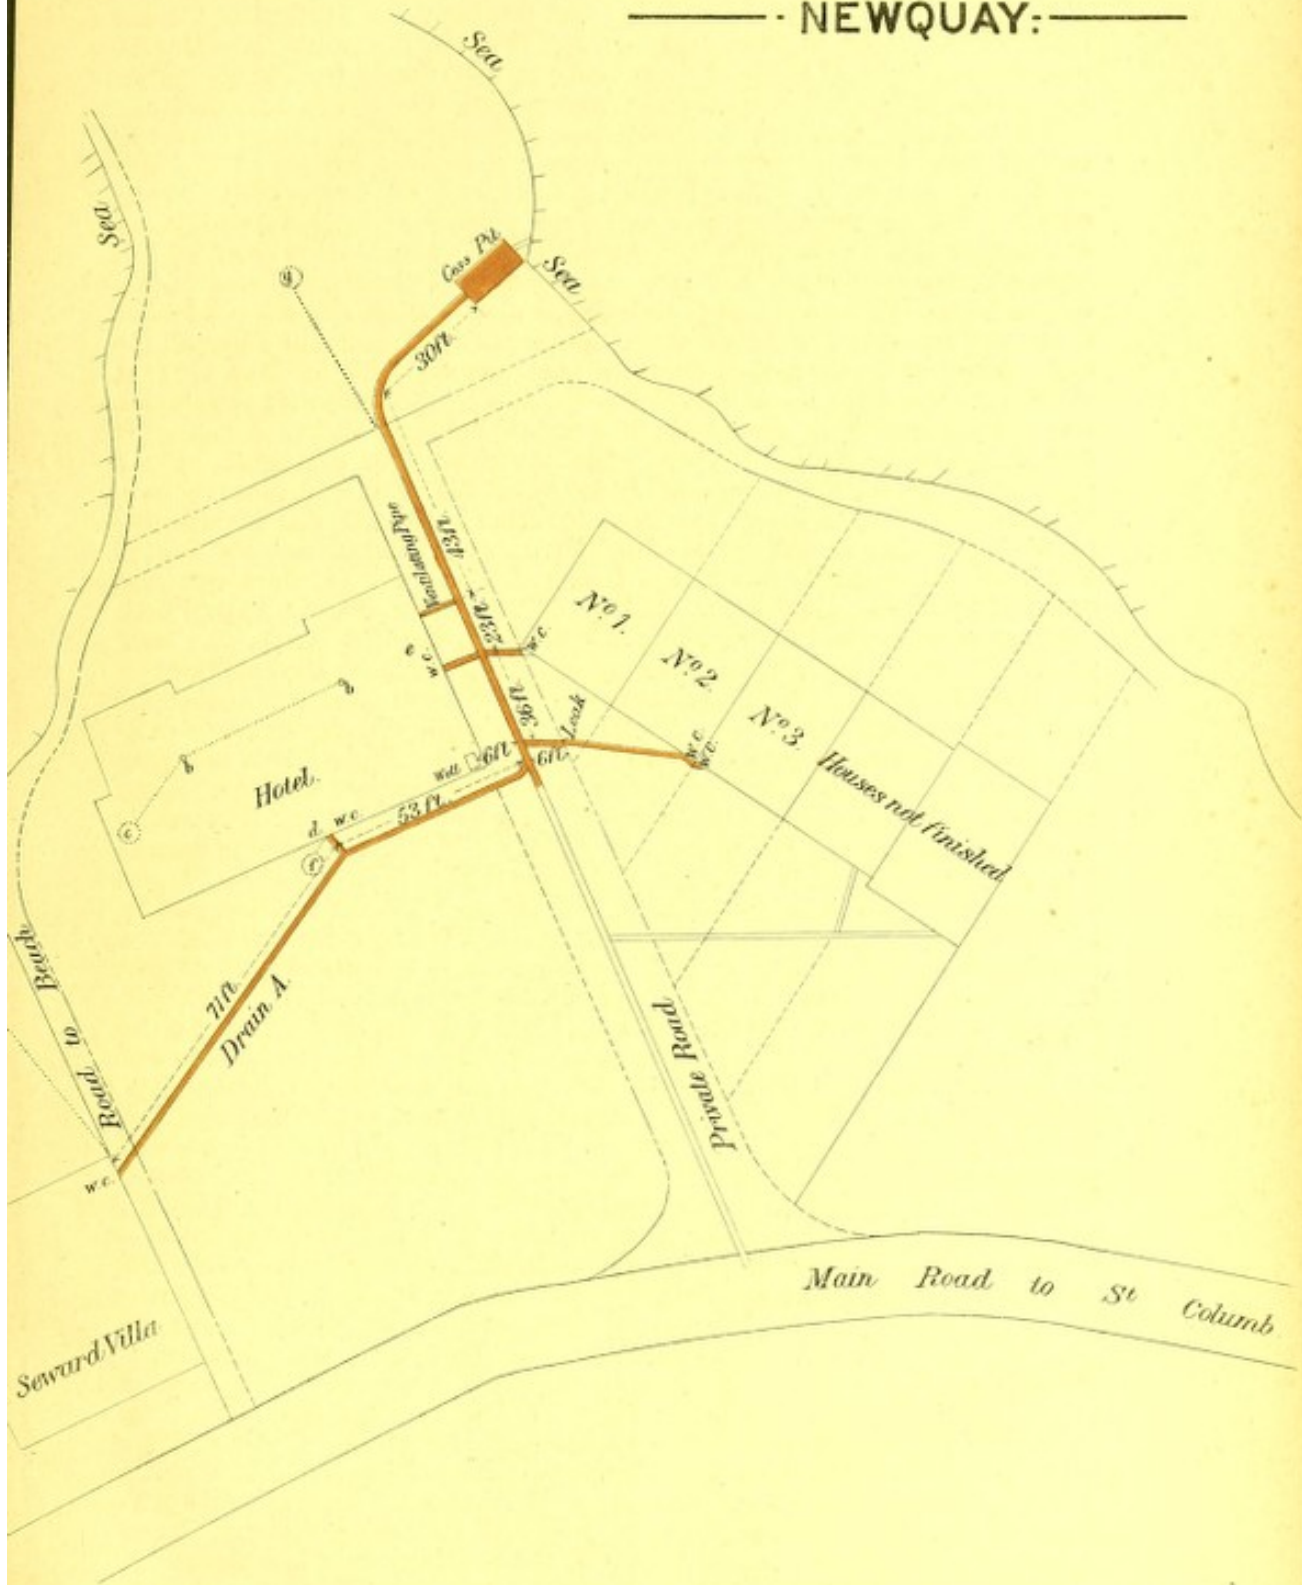 NEWQUAY:
Sea
Sea
Cess Pit
Sea
y
30ft.
Ventilating Pipe
43ft.
23ft.
w.c.
w.c. g
No 1.
No 2.
No 3.
Houses not finished
36ft.
Leak
6ft.
6ft.
w.c.
w.c.
Well
Hotel.
53 ft.
d. w.c.
c
f
71ft.
Drain A.
Road to Beach
Private Road.
w.c.
Main Road to St Columb
Seward Villa